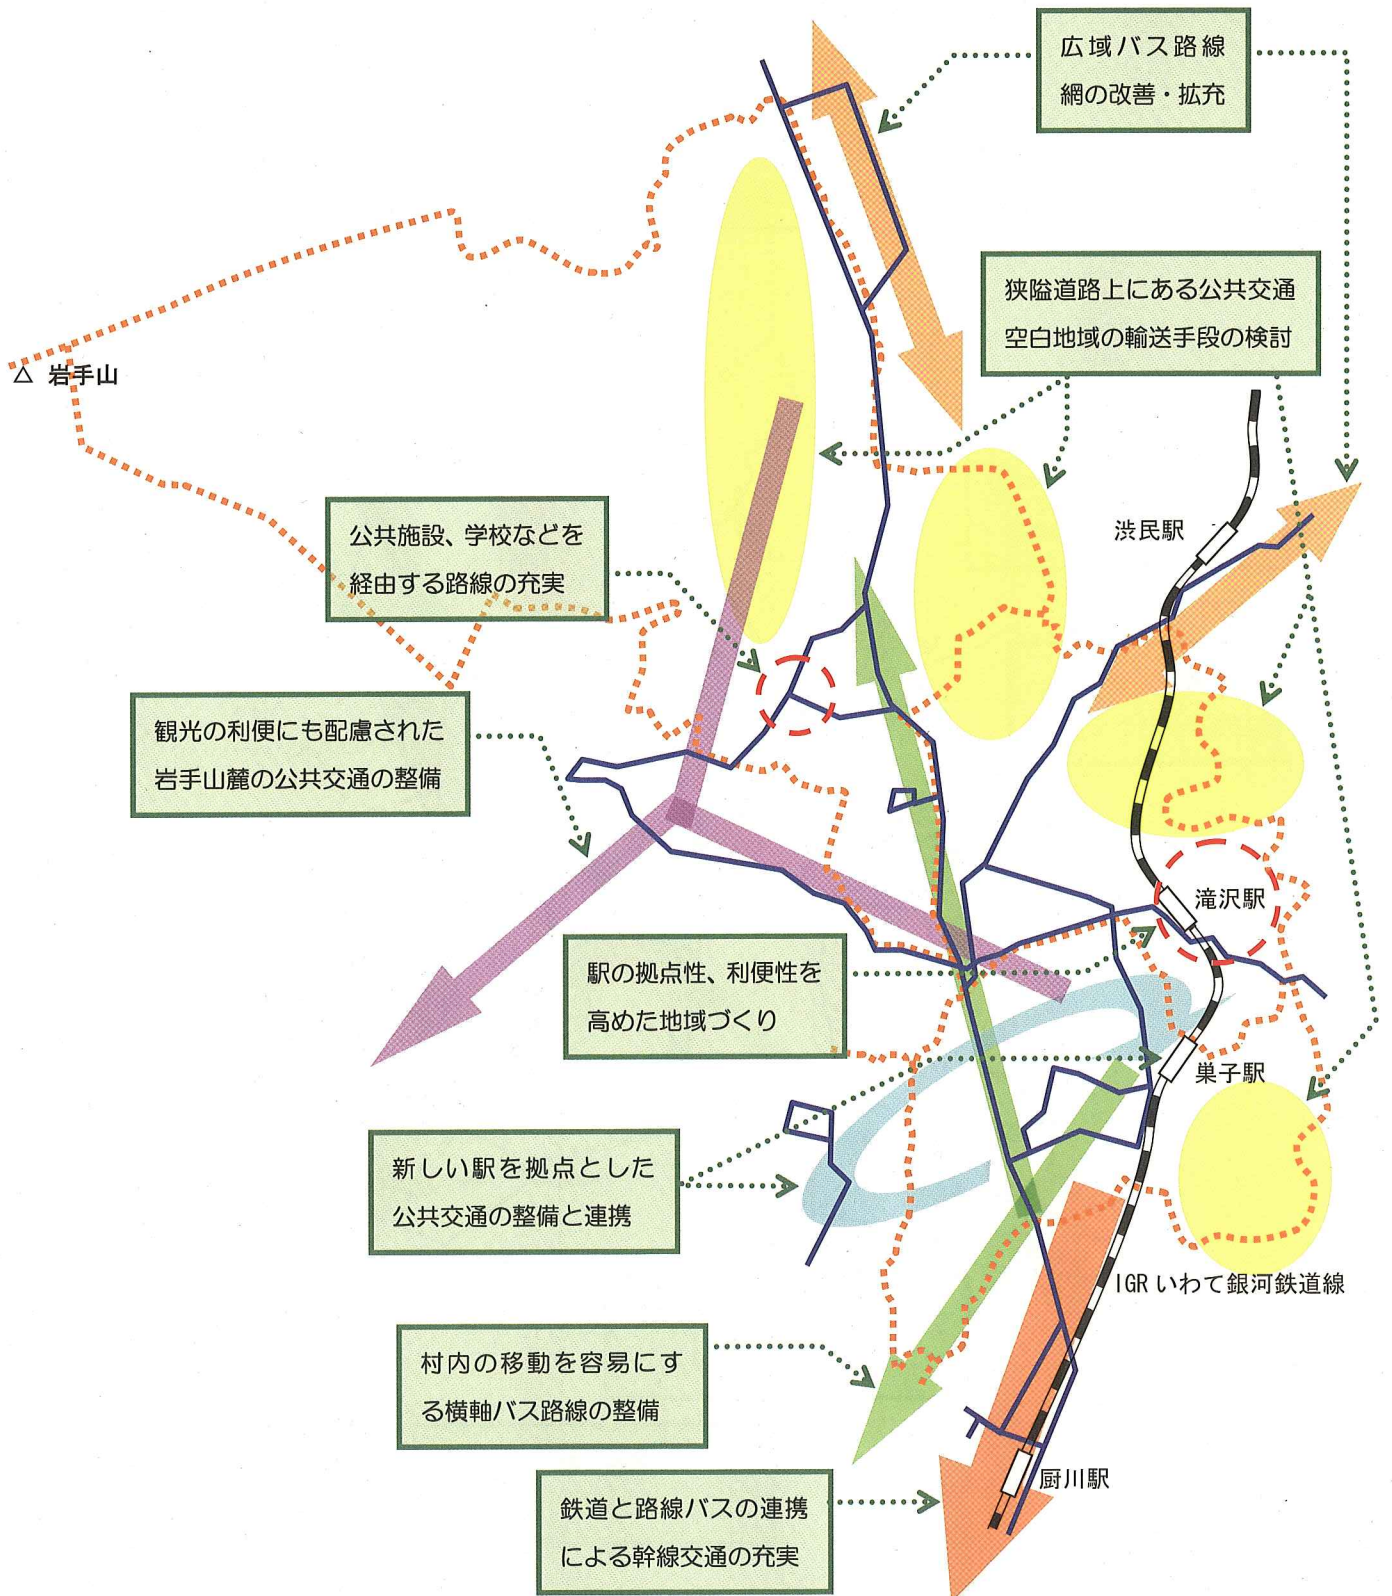 広域バス路線
網の改善・拡充
狭隘道路上にある公共交通
空白地域の輸送手段の検討
△ 岩手山
公共施設、学校などを
経由する路線の充実
渋民駅
観光の利便にも配慮された
岩手山麓の公共交通の整備
滝沢駅
駅の拠点性、利便性を
高めた地域づくり
巣子駅
新しい駅を拠点とした
公共交通の整備と連携
IGR いわて銀河鉄道線
村内の移動を容易にす
る横軸バス路線の整備
厨川駅
鉄道と路線バスの連携
による幹線交通の充実